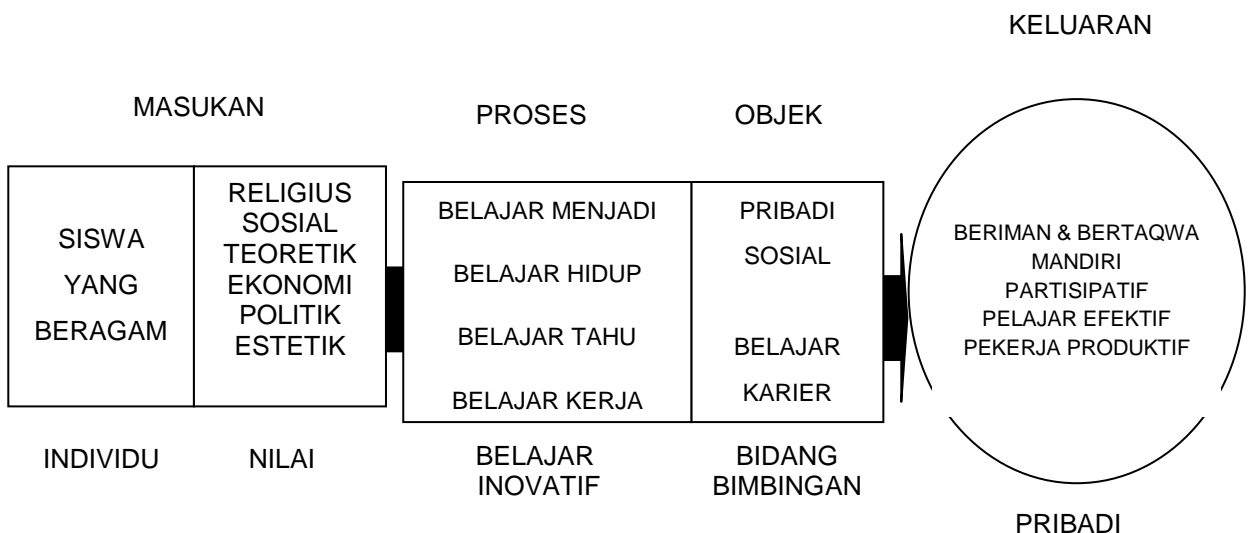 KELUARAN
MASUKAN
PROSES
OBJEK
SISWA
YANG
BERAGAM
RELIGIUS
SOSIAL
TEORETIK
EKONOMI
POLITIK
ESTETIK
BELAJAR MENJADI
BELAJAR HIDUP
BELAJAR TAHU
BELAJAR KERJA
PRIBADI
SOSIAL
BELAJAR
KARIER
BERIMAN & BERTAQWA
MANDIRI
PARTISIPATIF
PELAJAR EFEKTIF
PEKERJA PRODUKTIF
INDIVIDU
NILAI
BELAJAR
INOVATIF
BIDANG
BIMBINGAN
PRIBADI